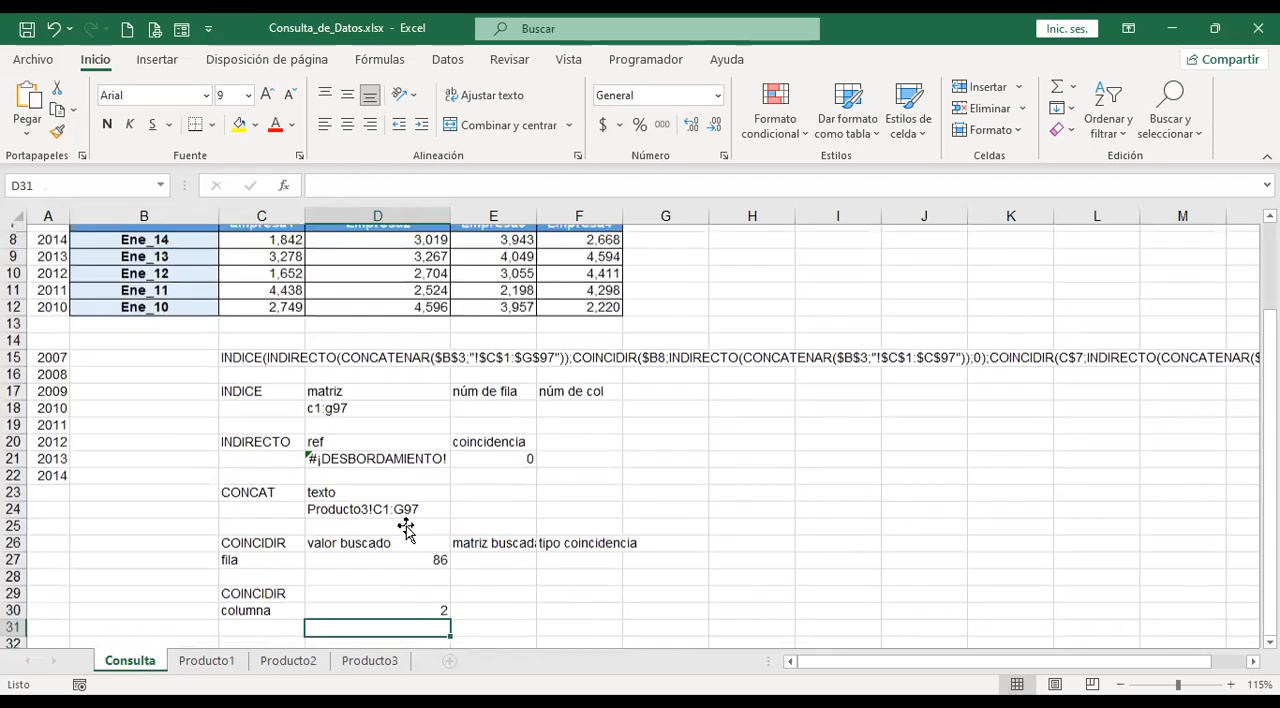 Consulta_de_Datos.xlsx - Excel
Buscar
Inic. ses.
Archivo Inicio Insertar Disposición de página Fórmulas Datos Revisar Vista Programador Ayuda
Compartir
Pegar
Portapapeles
Arial 9 A A
N K S A
Fuente
ab Ajustar texto
Combinar y centrar
Alineación
General
$ % 000
Número
Formato condicional
Dar formato como tabla
Estilos de celda
Estilos
Insertar
Eliminar
Formato
Celdas
Ordenar y filtrar
Buscar y seleccionar
Edición
D31 fx
A B C D E F G H I J K L M
8 2014 Ene_14 1,842 3,019 3,943 2,668
9 2013 Ene_13 3,278 3,267 4,049 4,594
10 2012 Ene_12 1,652 2,704 3,055 4,411
11 2011 Ene_11 4,438 2,524 2,198 4,298
12 2010 Ene_10 2,749 4,596 3,957 2,220
13
14
15 2007 INDICE(INDIRECTO(CONCATENAR($B$3;"!$C$1:$G$97"));COINCIDIR($B8;INDIRECTO(CONCATENAR($B$3;"!$C$1:$C$97"));0);COINCIDIR(C$7;INDIRECTO(CONCATENAR($
16 2008
17 2009 INDICE matriz núm de fila núm de col
18 2010 c1:g97
19 2011
20 2012 INDIRECTO ref coincidencia
21 2013 #¡DESBORDAMIENTO! 0
22 2014
23 CONCAT texto
24 Producto3!C1:G97
25
26 COINCIDIR valor buscado matriz buscada tipo coincidencia
27 fila 86
28
29 COINCIDIR
30 columna 2
31
32
Consulta Producto1 Producto2 Producto3
Listo 115%